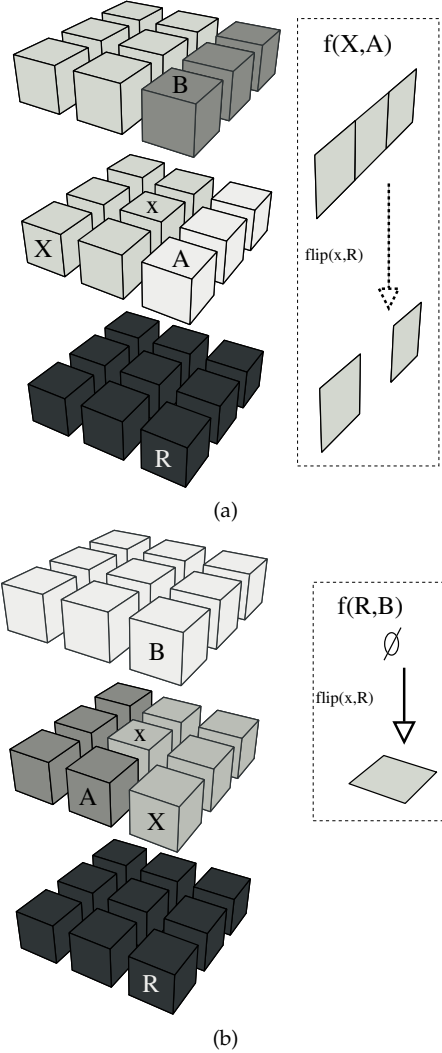 f(X,A)
B
x
X
A
flip(x,R)
R
(a)
f(R,B)
∅
B
flip(x,R)
x
A
X
R
(b)